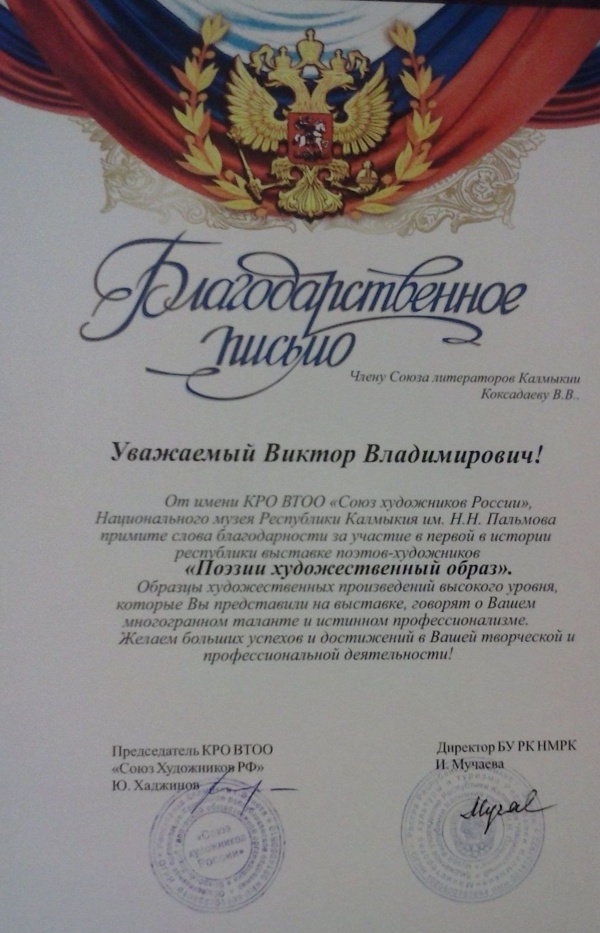 Благодарственное
письмо
Члену Союза литераторов Калмыкии
Коксадаеву В.В..
Уважаемый Виктор Владимирович!
От имени КРО ВТОО «Союз художников России»,
Национального музея Республики Калмыкия им. Н.Н. Пальмова
примите слова благодарности за участие в первой в истории
республики выставке поэтов-художников
«Поэзии художественный образ».
Образцы художественных произведений высокого уровня,
которые Вы представили на выставке, говорят о Вашем
многогранном таланте и истинном профессионализме.
Желаем больших успехов и достижений в Вашей творческой и
профессиональной деятельности!
Председатель КРО ВТОО
«Союз Художников РФ»
Ю. Хаджинов
Директор БУ РК НМРК
И. Мучаева
«Союз
художников
России»